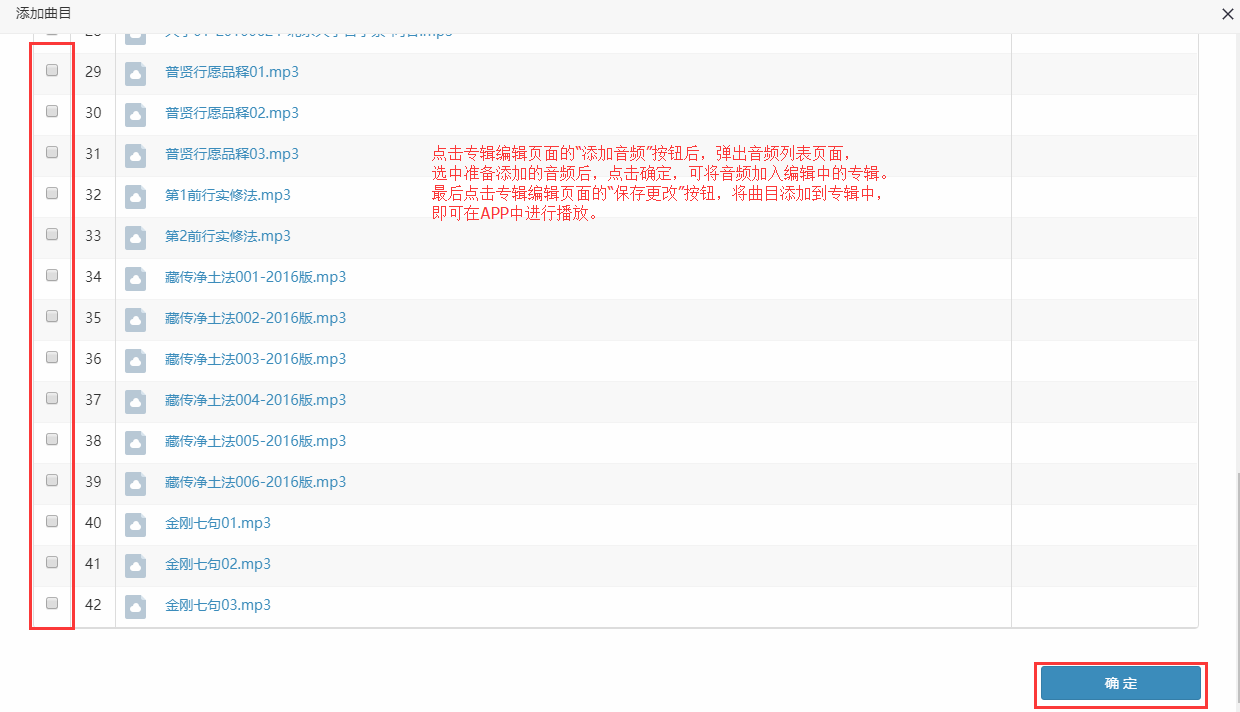 添加曲目
29 普贤行愿品释01.mp3
30 普贤行愿品释02.mp3
31 普贤行愿品释03.mp3
点击专辑编辑页面的“添加音频”按钮后，弹出音频列表页面，
选中准备添加的音频后，点击确定，可将音频加入编辑中的专辑。
最后点击专辑编辑页面的“保存更改”按钮，将曲目添加到专辑中，
即可在APP中进行播放。
32 第1前行实修法.mp3
33 第2前行实修法.mp3
34 藏传净土法001-2016版.mp3
35 藏传净土法002-2016版.mp3
36 藏传净土法003-2016版.mp3
37 藏传净土法004-2016版.mp3
38 藏传净土法005-2016版.mp3
39 藏传净土法006-2016版.mp3
40 金刚七句01.mp3
41 金刚七句02.mp3
42 金刚七句03.mp3
确定